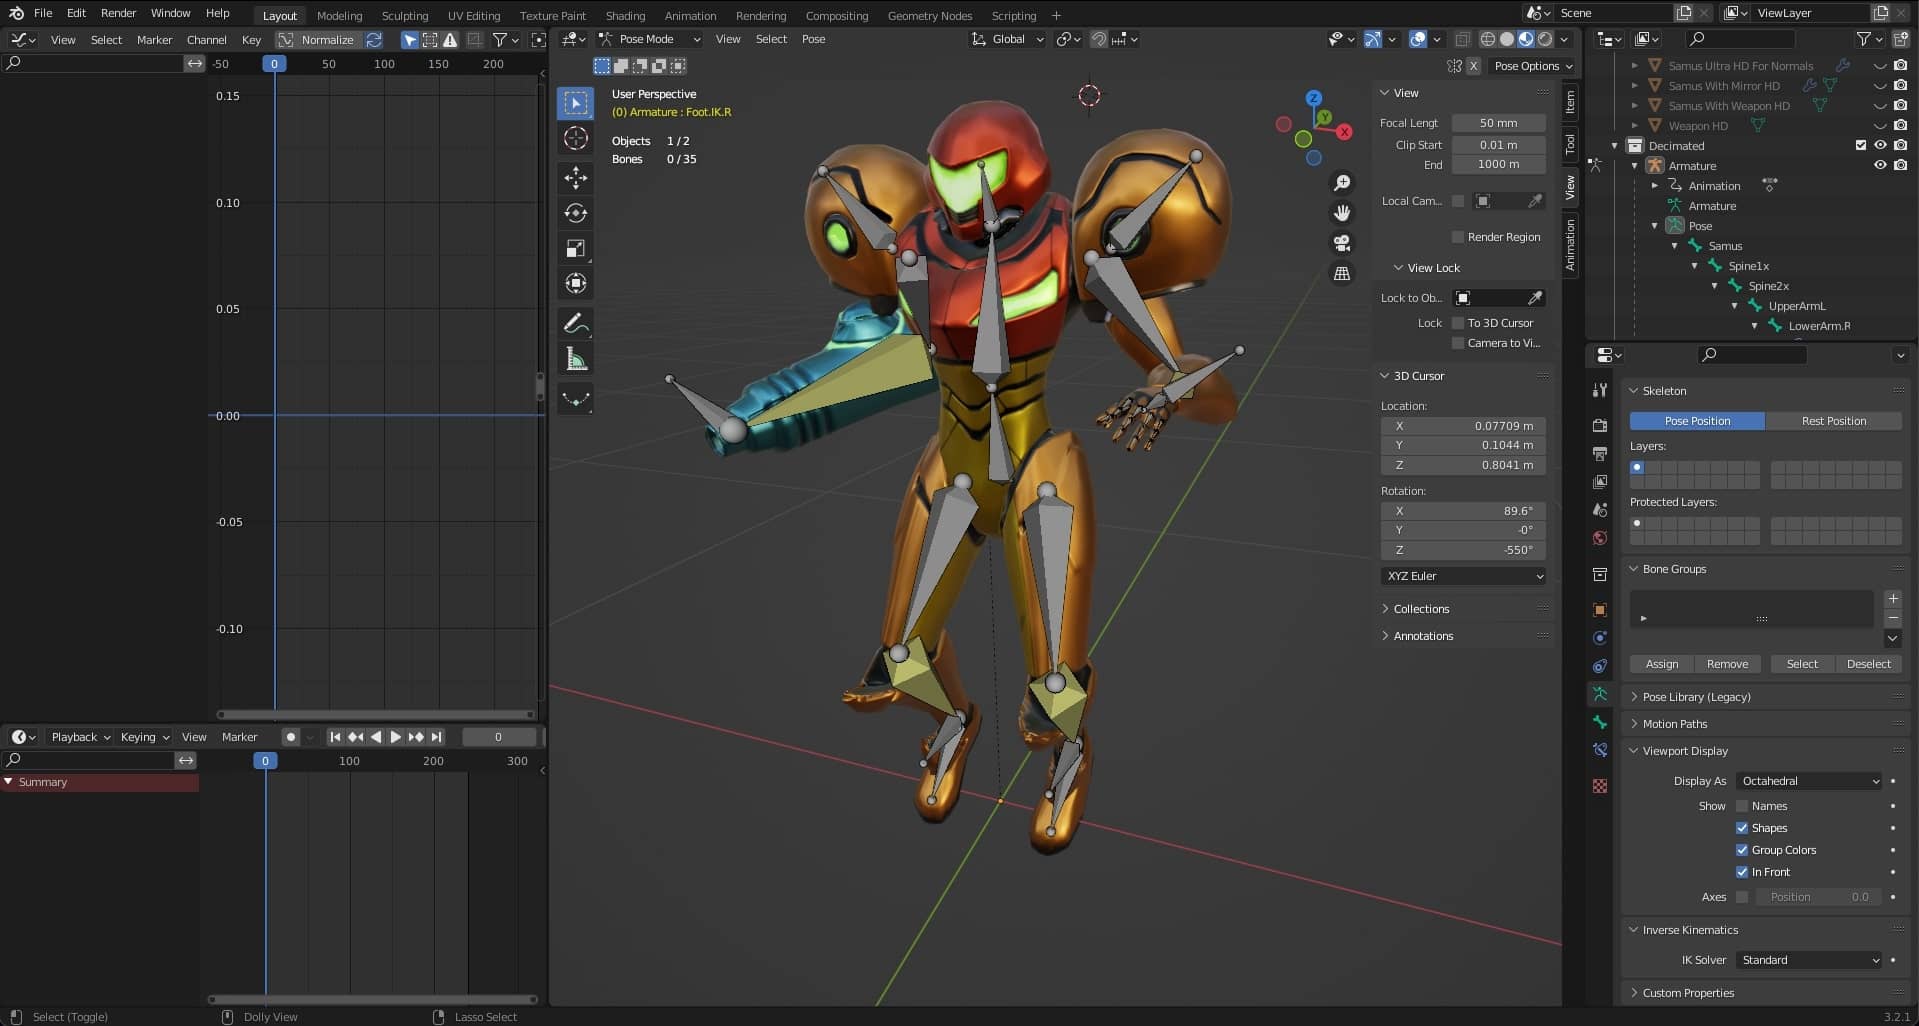 File Edit Render Window Help Layout Modeling Sculpting UV Editing Texture Paint Shading Animation Rendering Compositing Geometry Nodes Scripting + Scene ViewLayer
View Select Marker Channel Key Normalize
-50 0 50 100 150 200
0.15
0.10
0.05
0.00
-0.05
-0.10
Playback Keying View Marker 0
0 100 200 300
Summary
Pose Mode View Select Pose Global
X Pose Options
User Perspective
(0) Armature : Foot.IK.R
Objects 1 / 2
Bones 0 / 35
Z
Y
X
View
Focal Lengt 50 mm
Clip Start 0.01 m
End 1000 m
Local Cam...
Render Region
View Lock
Lock to Ob...
Lock To 3D Cursor
Camera to Vi...
3D Cursor
Location:
X 0.07709 m
Y 0.1044 m
Z 0.8041 m
Rotation:
X 89.6°
Y -0°
Z -550°
XYZ Euler
Collections
Annotations
Item
Tool
View
Animation
Samus Ultra HD For Normals
Samus With Mirror HD
Samus With Weapon HD
Weapon HD
Decimated
Armature
Animation
Armature
Pose
Samus
Spine1x
Spine2x
UpperArmL
LowerArm.R
Skeleton
Pose Position Rest Position
Layers:
Protected Layers:
Bone Groups
Assign Remove Select Deselect
Pose Library (Legacy)
Motion Paths
Viewport Display
Display As Octahedral
Show Names
Shapes
Group Colors
In Front
Axes Position 0.0
Inverse Kinematics
IK Solver Standard
Custom Properties
Select (Toggle) Dolly View Lasso Select 3.2.1